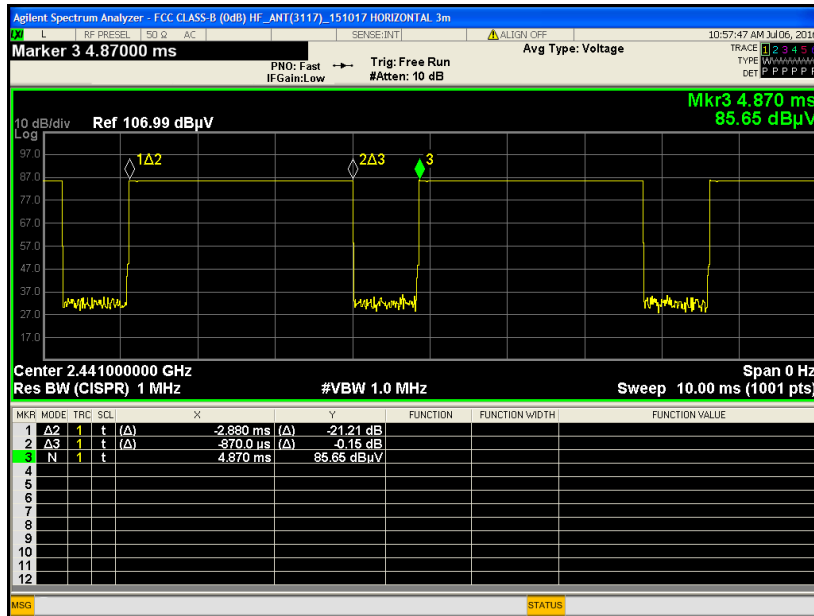 Agilent Spectrum Analyzer - FCC CLASS-B (0dB) HF_ANT(3117)_151017 HORIZONTAL 3m
LXI L RF PRESEL 50 Ω AC SENSE:INT ALIGN OFF 10:57:47 AM Jul 06, 2016
Marker 3 4.87000 ms
PNO: Fast
IFGain:Low
Trig: Free Run
#Atten: 10 dB
Avg Type: Voltage
TRACE 1 2 3 4 5 6
TYPE
DET P P P P P P
Mkr3 4.870 ms
85.65 dBµV
10 dB/div Ref 106.99 dBµV
Log
97.0
87.0
77.0
67.0
57.0
47.0
37.0
27.0
17.0
1Δ2
2Δ3
3
Center 2.441000000 GHz Span 0 Hz
Res BW (CISPR) 1 MHz #VBW 1.0 MHz Sweep 10.00 ms (1001 pts)
MKR MODE TRC SCL X Y FUNCTION FUNCTION WIDTH FUNCTION VALUE
1 Δ2 1 t (Δ) -2.880 ms (Δ) -21.21 dB
2 Δ3 1 t (Δ) -870.0 µs (Δ) -0.15 dB
3 N 1 t 4.870 ms 85.65 dBµV
4
5
6
7
8
9
10
11
12
MSG STATUS